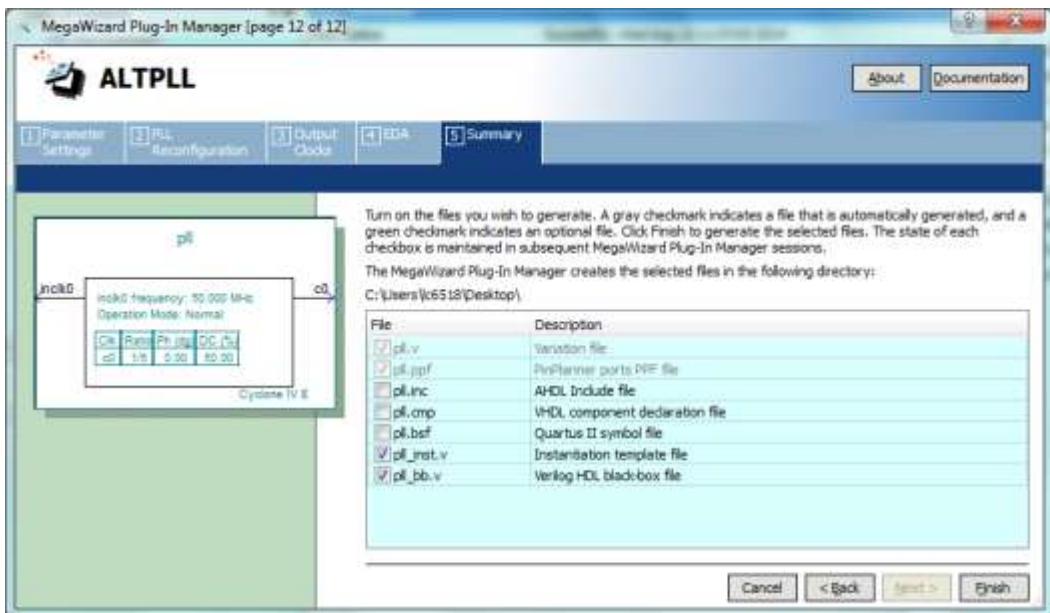 MegaWizard Plug-In Manager [page 12 of 12]
ALTPLL
About
Documentation
1 Parameter Settings
2 PLL Reconfiguration
3 Output Clocks
4 EDA
5 Summary
pll
inclk0
c0
inclk0 frequency: 50.000 MHz
Operation Mode: Normal
Clk Ratio Ph (dg) DC (%)
c0 1/5 0.00 50.00
Cyclone IV E
Turn on the files you wish to generate. A gray checkmark indicates a file that is automatically generated, and a
green checkmark indicates an optional file. Click Finish to generate the selected files. The state of each
checkbox is maintained in subsequent MegaWizard Plug-In Manager sessions.
The MegaWizard Plug-In Manager creates the selected files in the following directory:
C:\Users\lc6518\Desktop\
File Description
pll.v Variation file
pll.ppf PinPlanner ports PPF file
pll.inc AHDL Include file
pll.cmp VHDL component declaration file
pll.bsf Quartus II symbol file
pll_inst.v Instantiation template file
pll_bb.v Verilog HDL black-box file
Cancel
< Back
Next >
Finish